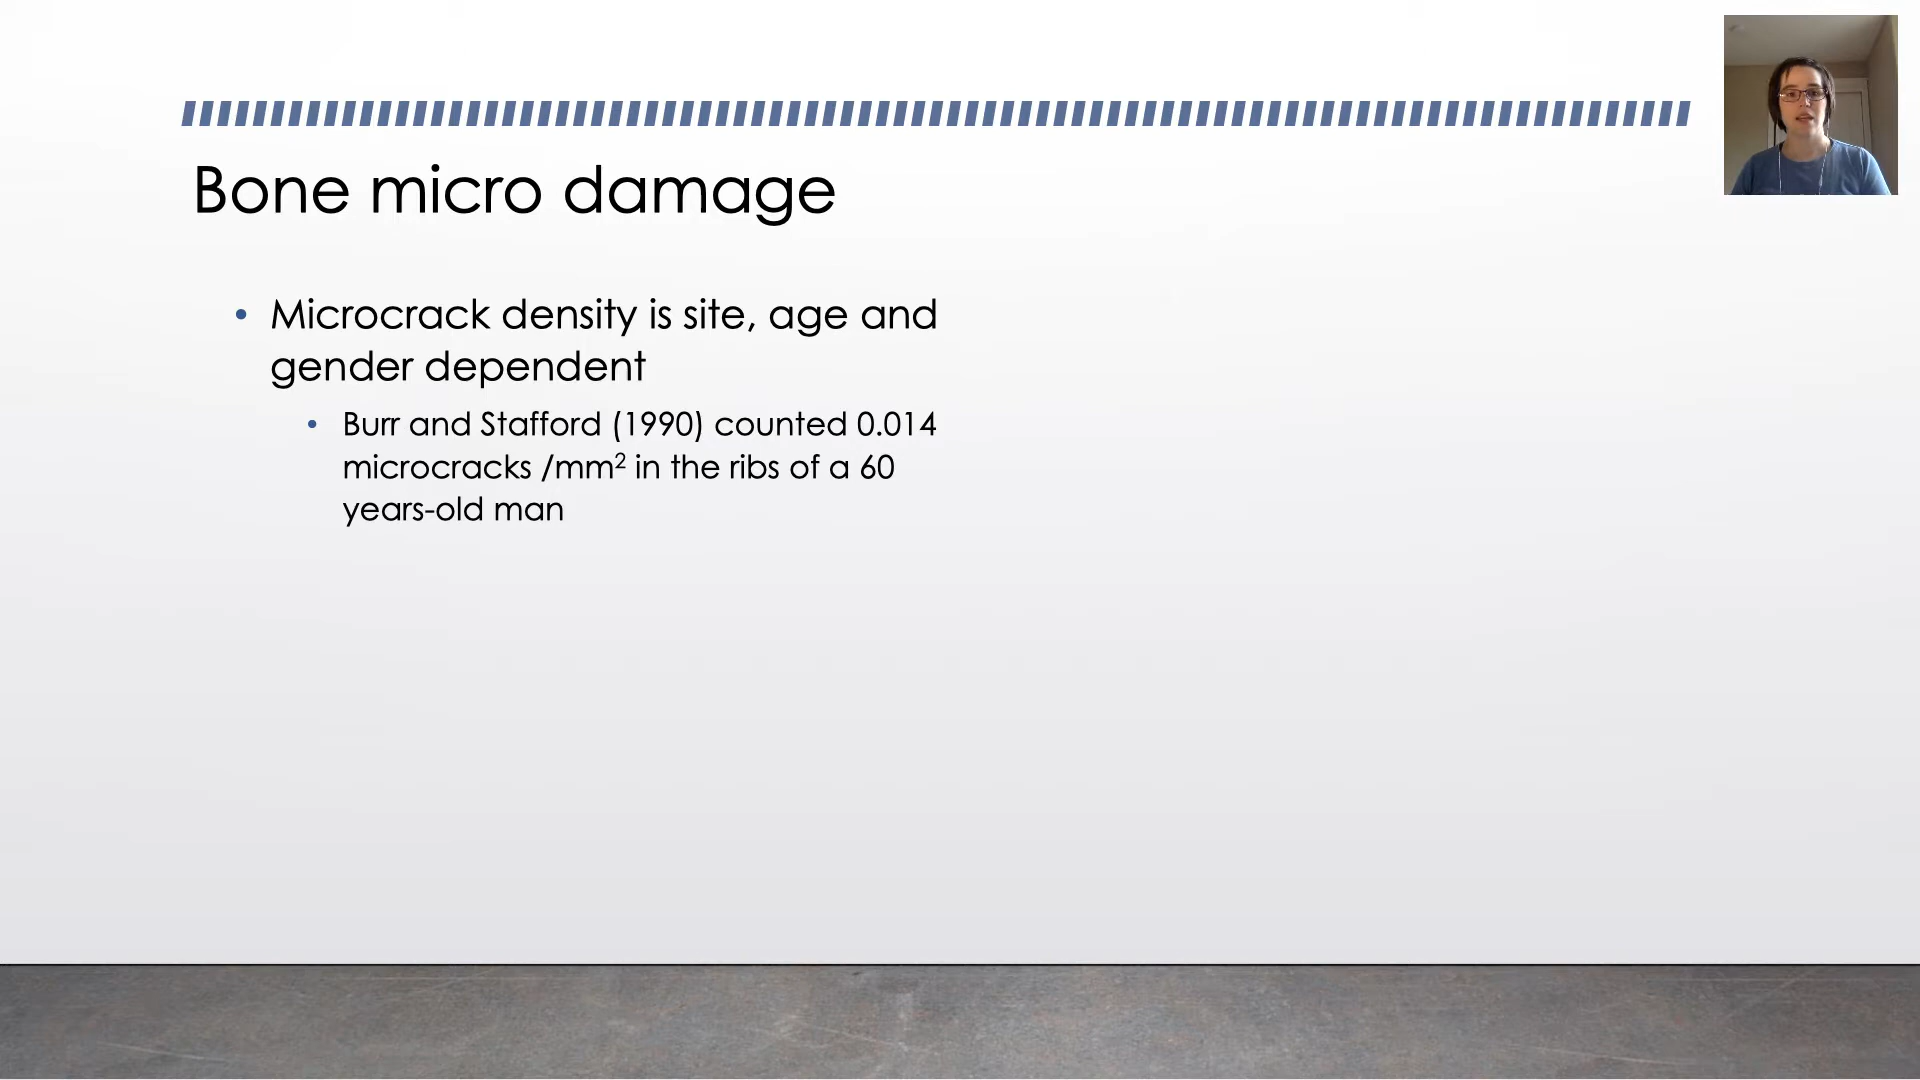 Bone micro damage
• Microcrack density is site, age and
gender dependent
• Burr and Stafford (1990) counted 0.014
microcracks /mm² in the ribs of a 60
years-old man